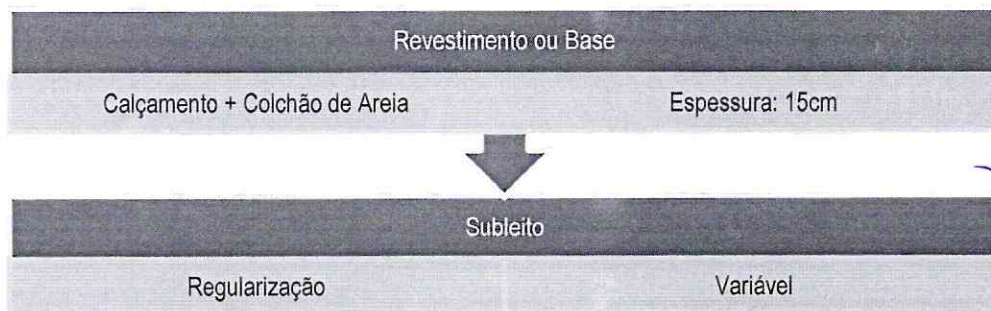 Revestimento ou Base
Calçamento + Colchão de Areia Espessura: 15cm
Subleito
Regularização Variável